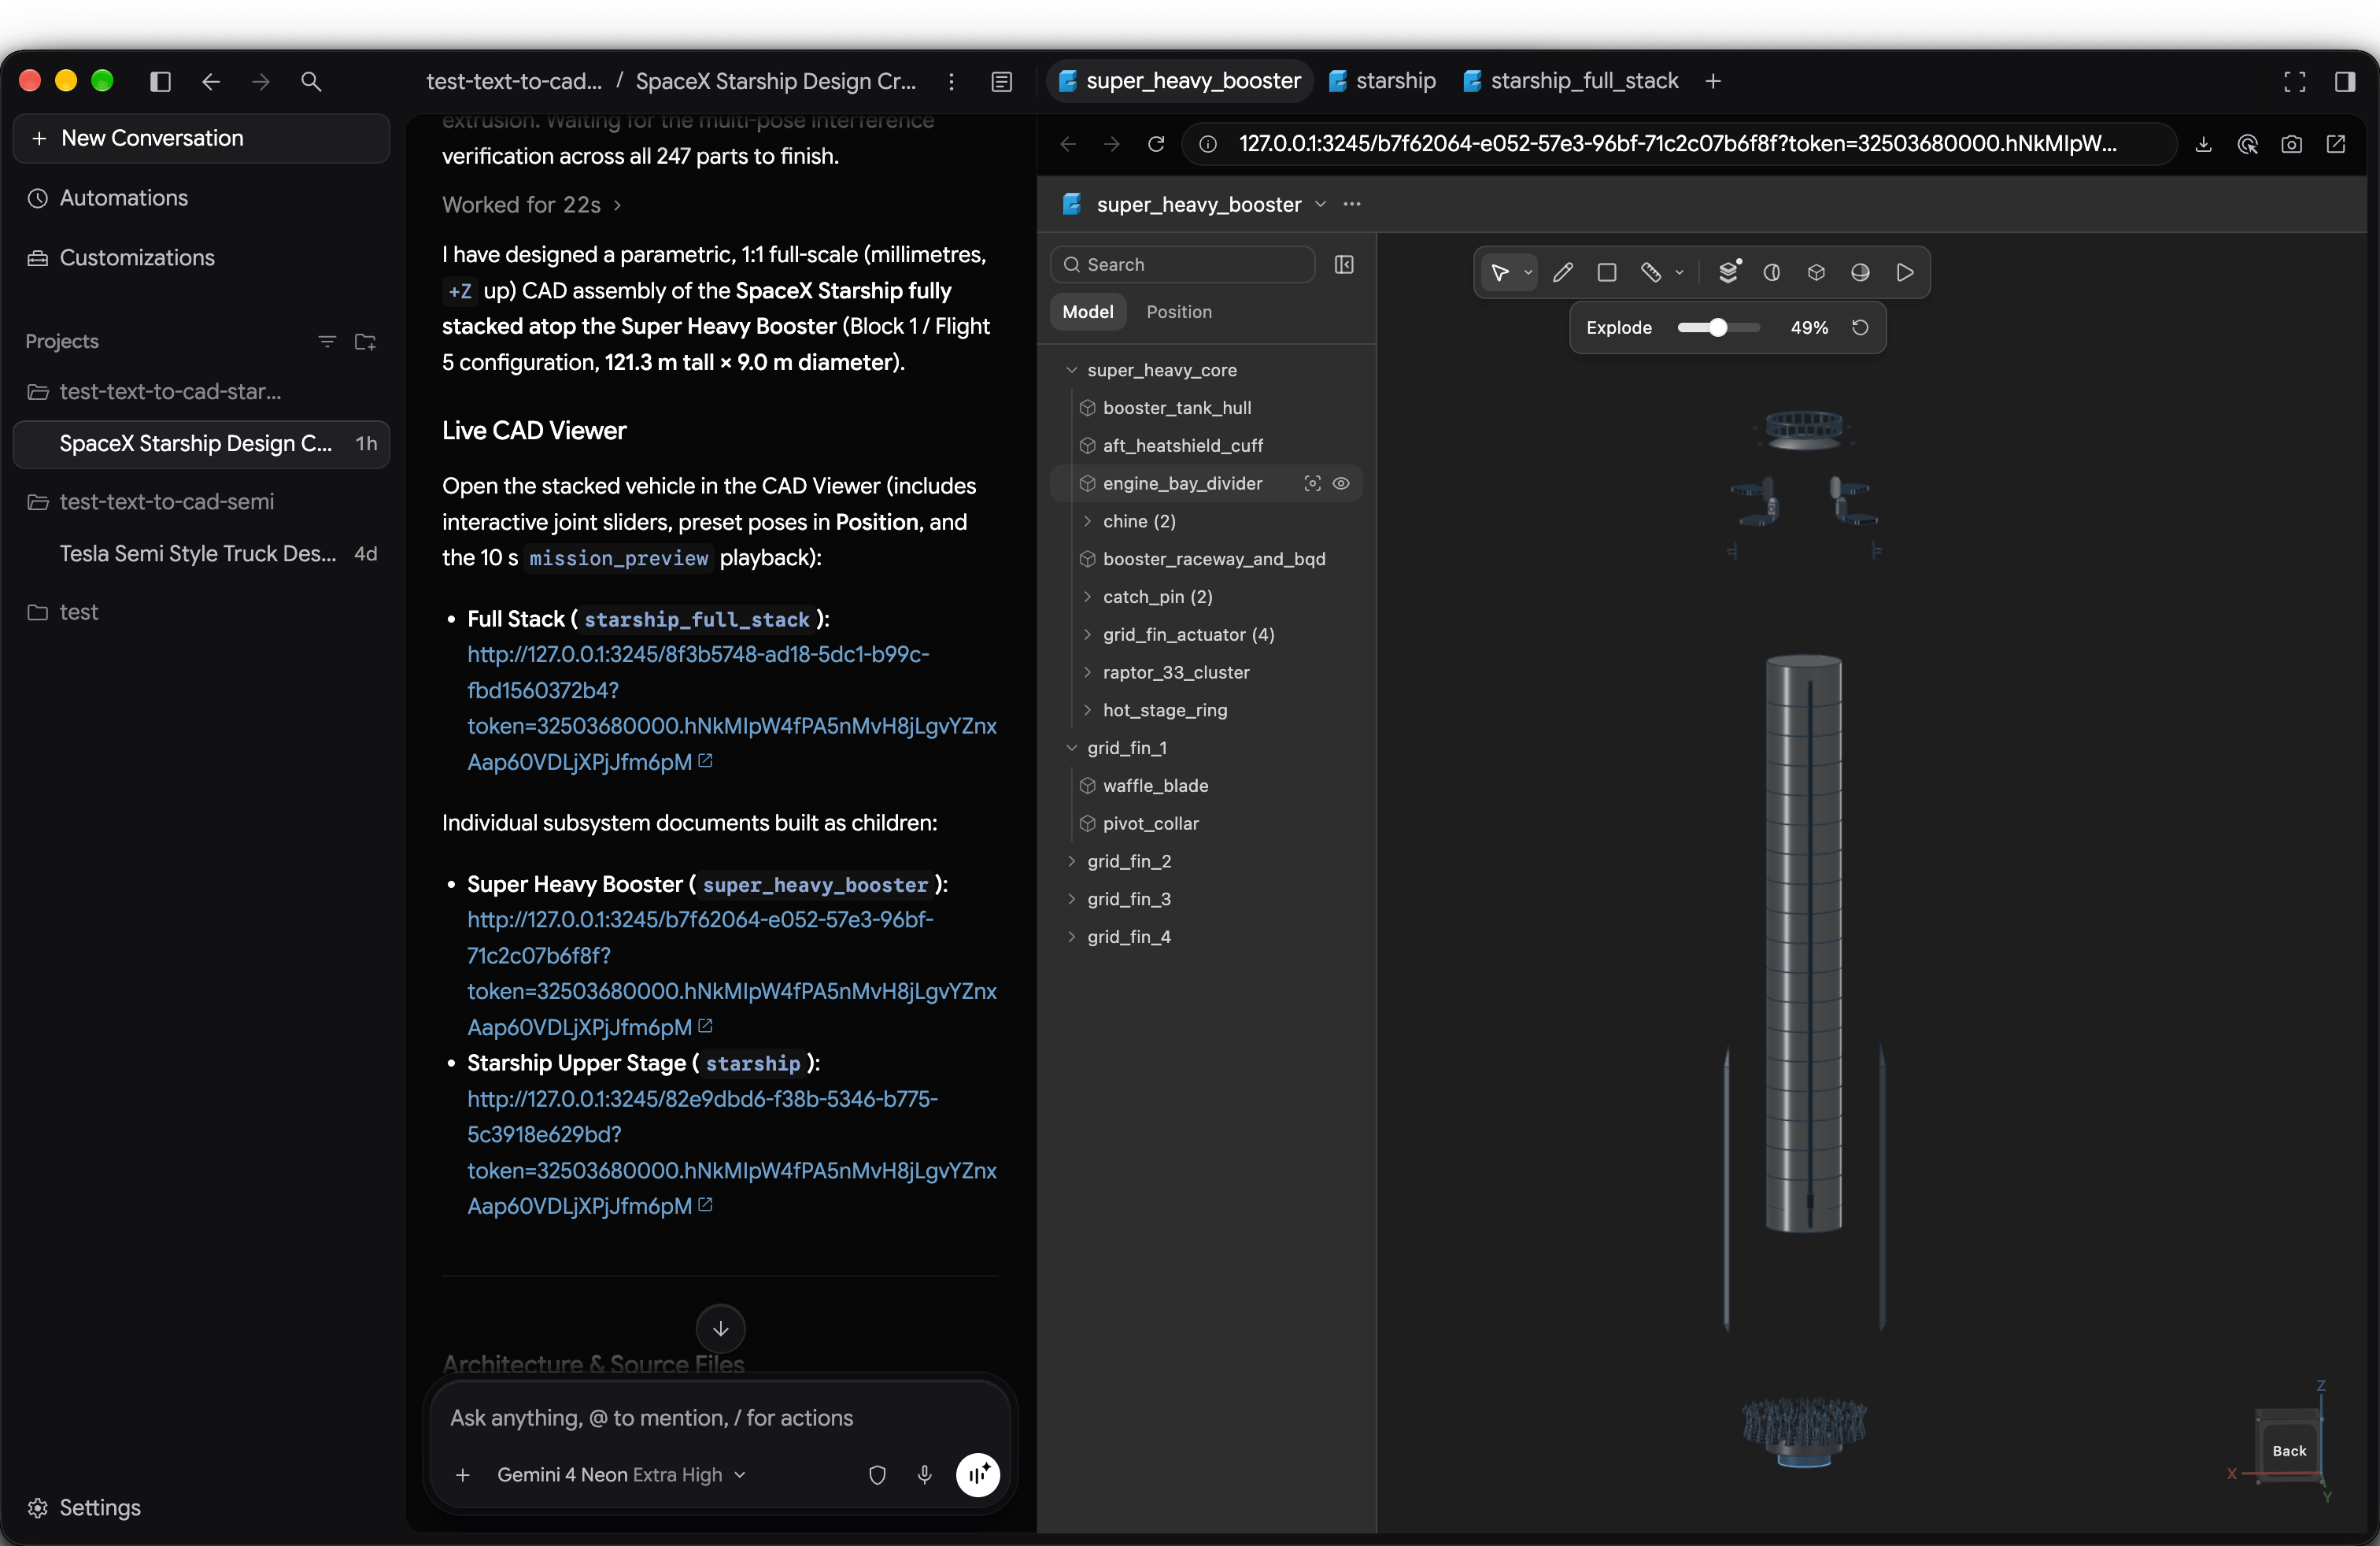 test-text-to-cad... / SpaceX Starship Design Cr...
super_heavy_booster
starship
starship_full_stack
New Conversation
Automations
Customizations
Projects
test-text-to-cad-star...
SpaceX Starship Design C... 1h
test-text-to-cad-semi
Tesla Semi Style Truck Des... 4d
test
Settings
extrusion. Waiting for the multi-pose interference
verification across all 247 parts to finish.
Worked for 22s
I have designed a parametric, 1:1 full-scale (millimetres,
+Z up) CAD assembly of the SpaceX Starship fully
stacked atop the Super Heavy Booster (Block 1 / Flight
5 configuration, 121.3 m tall × 9.0 m diameter).
Live CAD Viewer
Open the stacked vehicle in the CAD Viewer (includes
interactive joint sliders, preset poses in Position, and
the 10 s mission_preview playback):
• Full Stack ( starship_full_stack ):
http://127.0.0.1:3245/8f3b5748-ad18-5dc1-b99c-
fbd1560372b4?
token=32503680000.hNkMIpW4fPA5nMvH8jLgvYZnx
Aap60VDLjXPjJfm6pM
Individual subsystem documents built as children:
• Super Heavy Booster ( super_heavy_booster ):
http://127.0.0.1:3245/b7f62064-e052-57e3-96bf-
71c2c07b6f8f?
token=32503680000.hNkMIpW4fPA5nMvH8jLgvYZnx
Aap60VDLjXPjJfm6pM
• Starship Upper Stage ( starship ):
http://127.0.0.1:3245/82e9dbd6-f38b-5346-b775-
5c3918e629bd?
token=32503680000.hNkMIpW4fPA5nMvH8jLgvYZnx
Aap60VDLjXPjJfm6pM
Architecture & Source Files
Ask anything, @ to mention, / for actions
Gemini 4 Neon Extra High
127.0.0.1:3245/b7f62064-e052-57e3-96bf-71c2c07b6f8f?token=32503680000.hNkMIpW...
super_heavy_booster
Search
Model
Position
super_heavy_core
booster_tank_hull
aft_heatshield_cuff
engine_bay_divider
chine (2)
booster_raceway_and_bqd
catch_pin (2)
grid_fin_actuator (4)
raptor_33_cluster
hot_stage_ring
grid_fin_1
waffle_blade
pivot_collar
grid_fin_2
grid_fin_3
grid_fin_4
Explode 49%
Z
Back
X
Y